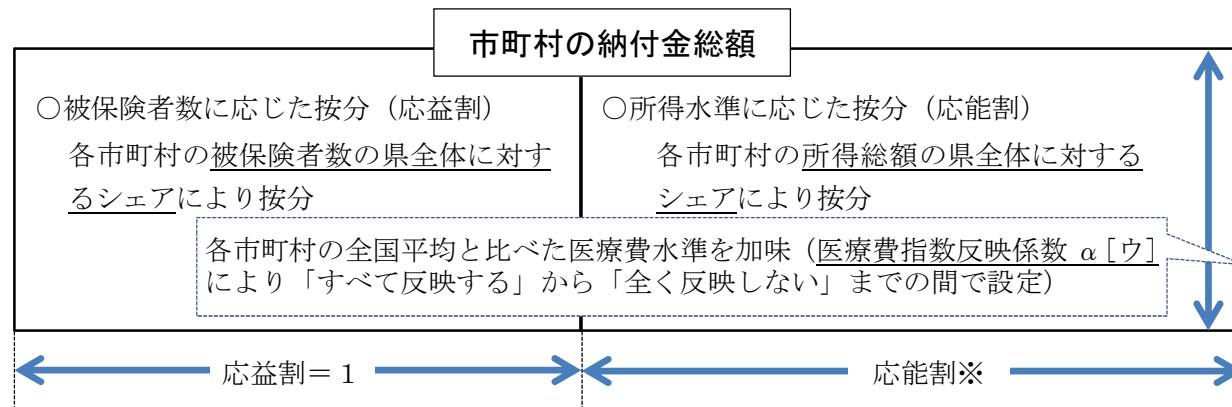 市町村の納付金総額
○被保険者数に応じた按分（応益割）
各市町村の被保険者数の県全体に対す
るシェアにより按分
○所得水準に応じた按分（応能割）
各市町村の所得総額の県全体に対する
シェアにより按分
各市町村の全国平均と比べた医療費水準を加味（医療費指数反映係数 α［ウ］
により「すべて反映する」から「全く反映しない」までの間で設定）
応益割＝１
応能割※